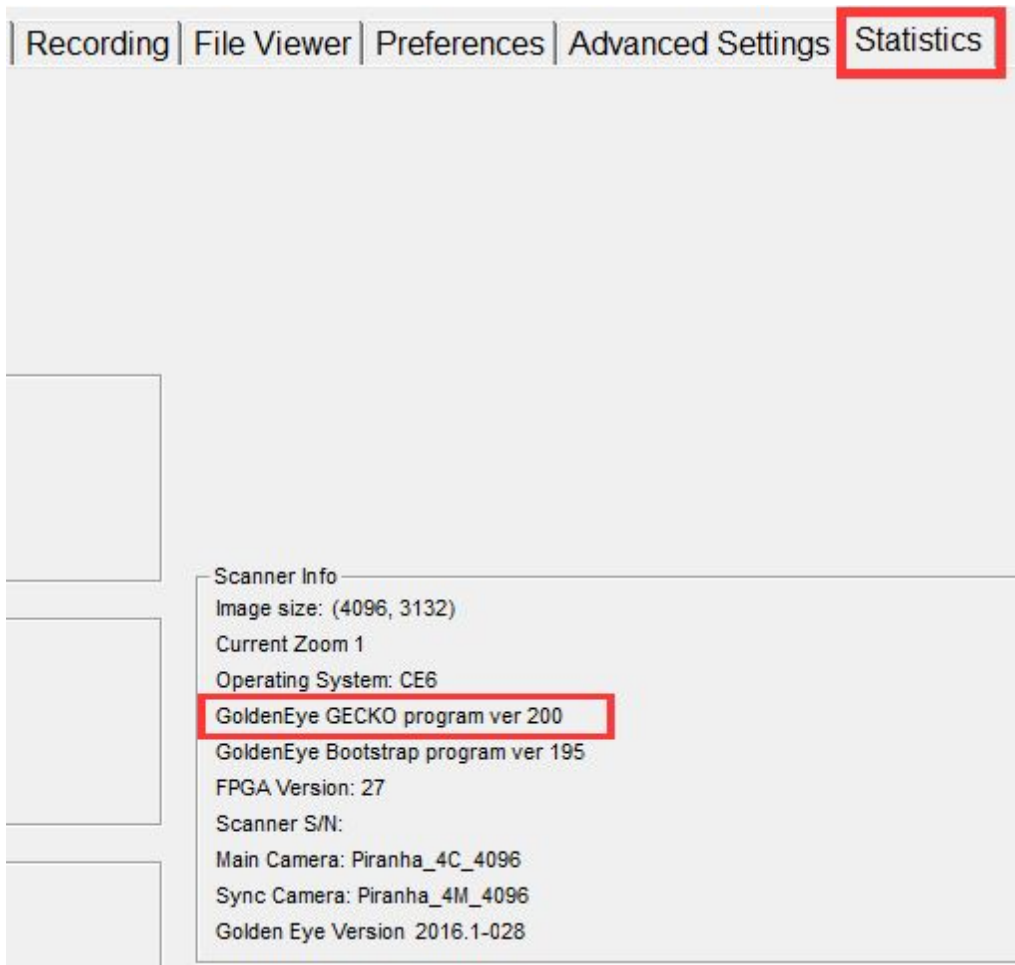 Recording File Viewer Preferences Advanced Settings Statistics
Scanner Info
Image size: (4096, 3132)
Current Zoom 1
Operating System: CE6
GoldenEye GECKO program ver 200
GoldenEye Bootstrap program ver 195
FPGA Version: 27
Scanner S/N:
Main Camera: Piranha_4C_4096
Sync Camera: Piranha_4M_4096
Golden Eye Version 2016.1-028